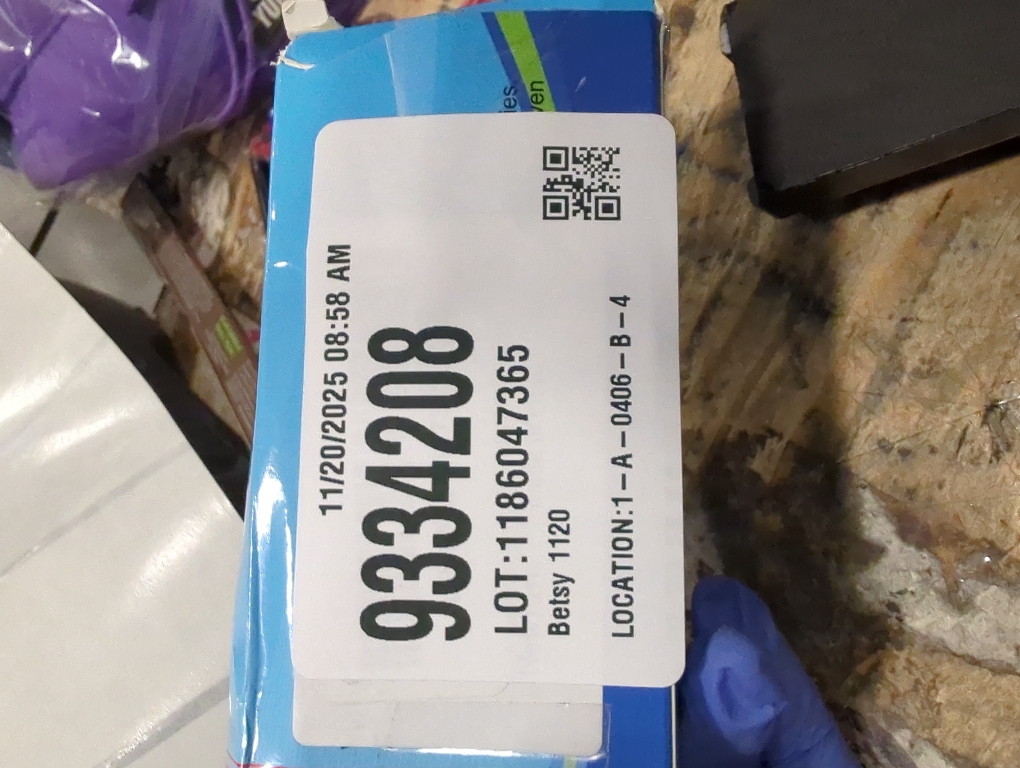 11/20/2025 08:58 AM
9334208
LOT:1186047365
Betsy 1120
LOCATION:1-A-0406-B-4